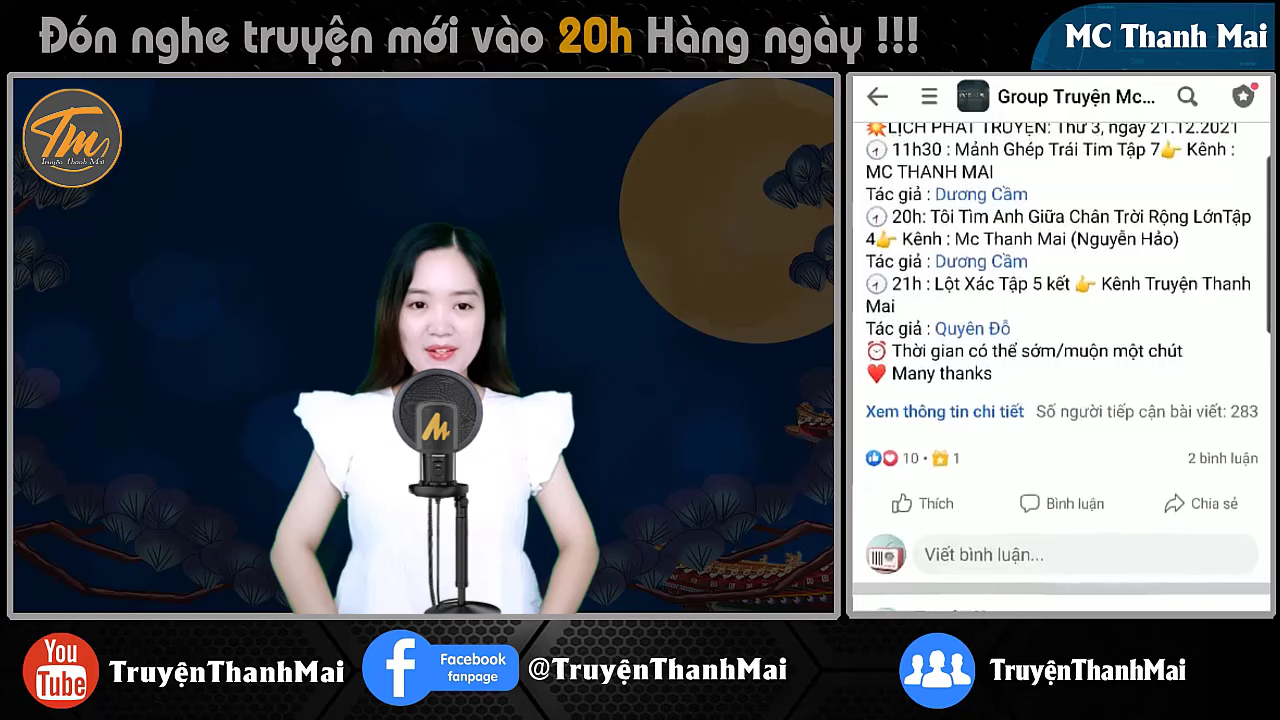 Đón nghe truyện mới vào 20h Hàng ngày !!!
MC Thanh Mai
Tm
Truyện Thanh Mai
Group Truyện Mc...
💥LỊCH PHÁT TRUYỆN: Thứ 3, ngày 21.12.2021
🕢 11h30 : Mảnh Ghép Trái Tim Tập 7👉 Kênh :
MC THANH MAI
Tác giả : Dương Cầm
🕢 20h: Tôi Tìm Anh Giữa Chân Trời Rộng LớnTập
4👉 Kênh : Mc Thanh Mai (Nguyễn Hảo)
Tác giả : Dương Cầm
🕢 21h : Lột Xác Tập 5 kết 👉 Kênh Truyện Thanh
Mai
Tác giả : Quyên Đỗ
⏰ Thời gian có thể sớm/muộn một chút
❤️ Many thanks
Xem thông tin chi tiết Số người tiếp cận bài viết: 283
10 • 1 2 bình luận
Thích Bình luận Chia sẻ
Viết bình luận...
You
Tube
TruyệnThanhMai
f
Facebook
fanpage
@TruyệnThanhMai
TruyệnThanhMai